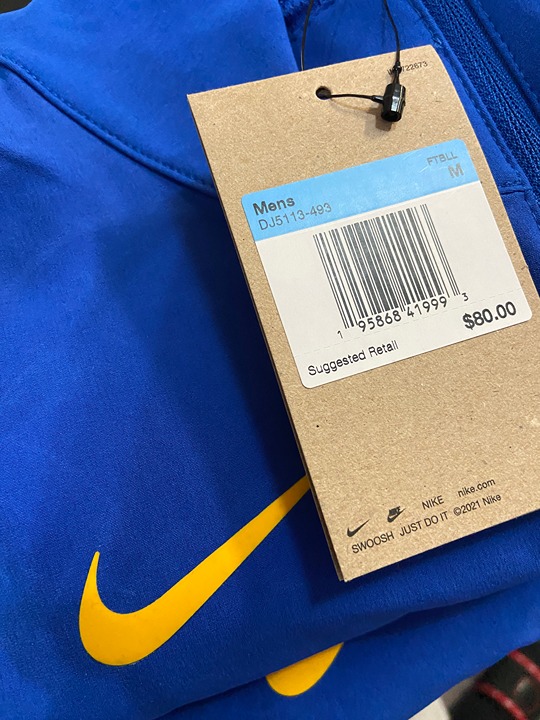 FTBLL
Mens M
DJ5113-493
1 95868 41999 3
Suggested Retail $80.00
NIKE nike.com
SWOOSH JUST DO IT ©2021 Nike